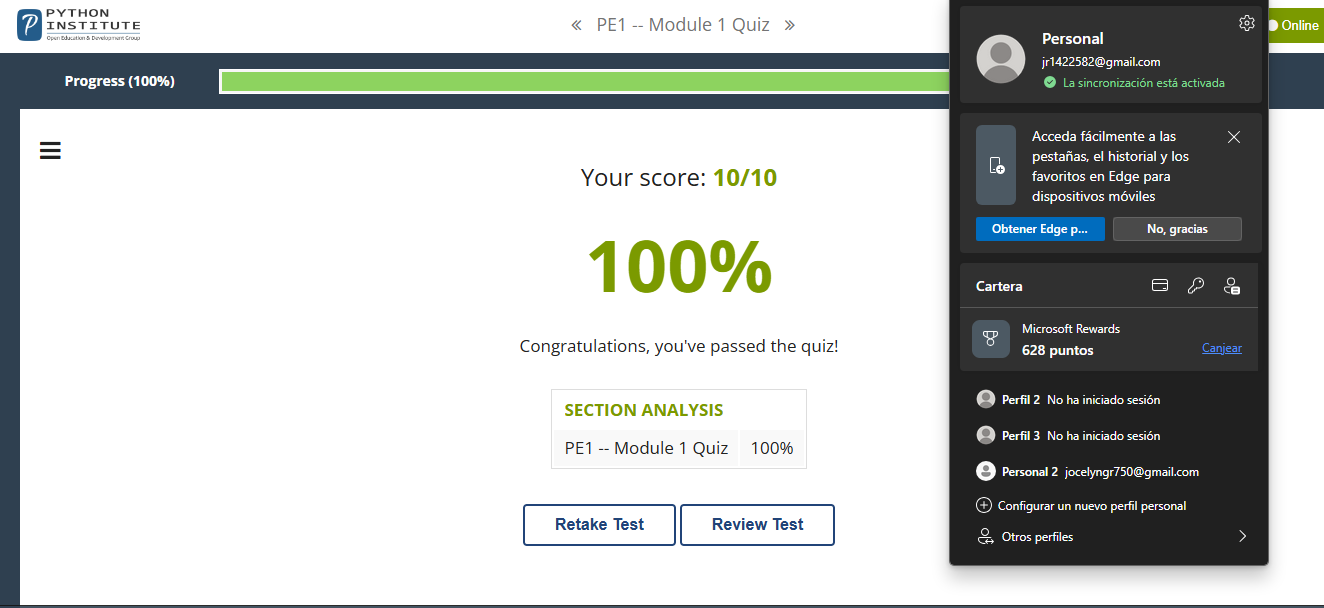 PYTHON
INSTITUTE
Open Education & Development Group
« PE1 -- Module 1 Quiz »
Online
Progress (100%)
Your score: 10/10
100%
Congratulations, you've passed the quiz!
SECTION ANALYSIS
PE1 -- Module 1 Quiz 100%
Retake Test Review Test
Personal
jr1422582@gmail.com
La sincronización está activada
Acceda fácilmente a las
pestañas, el historial y los
favoritos en Edge para
dispositivos móviles
Obtener Edge p... No, gracias
Cartera
Microsoft Rewards
628 puntos Canjear
Perfil 2 No ha iniciado sesión
Perfil 3 No ha iniciado sesión
Personal 2 jocelyngr750@gmail.com
Configurar un nuevo perfil personal
Otros perfiles